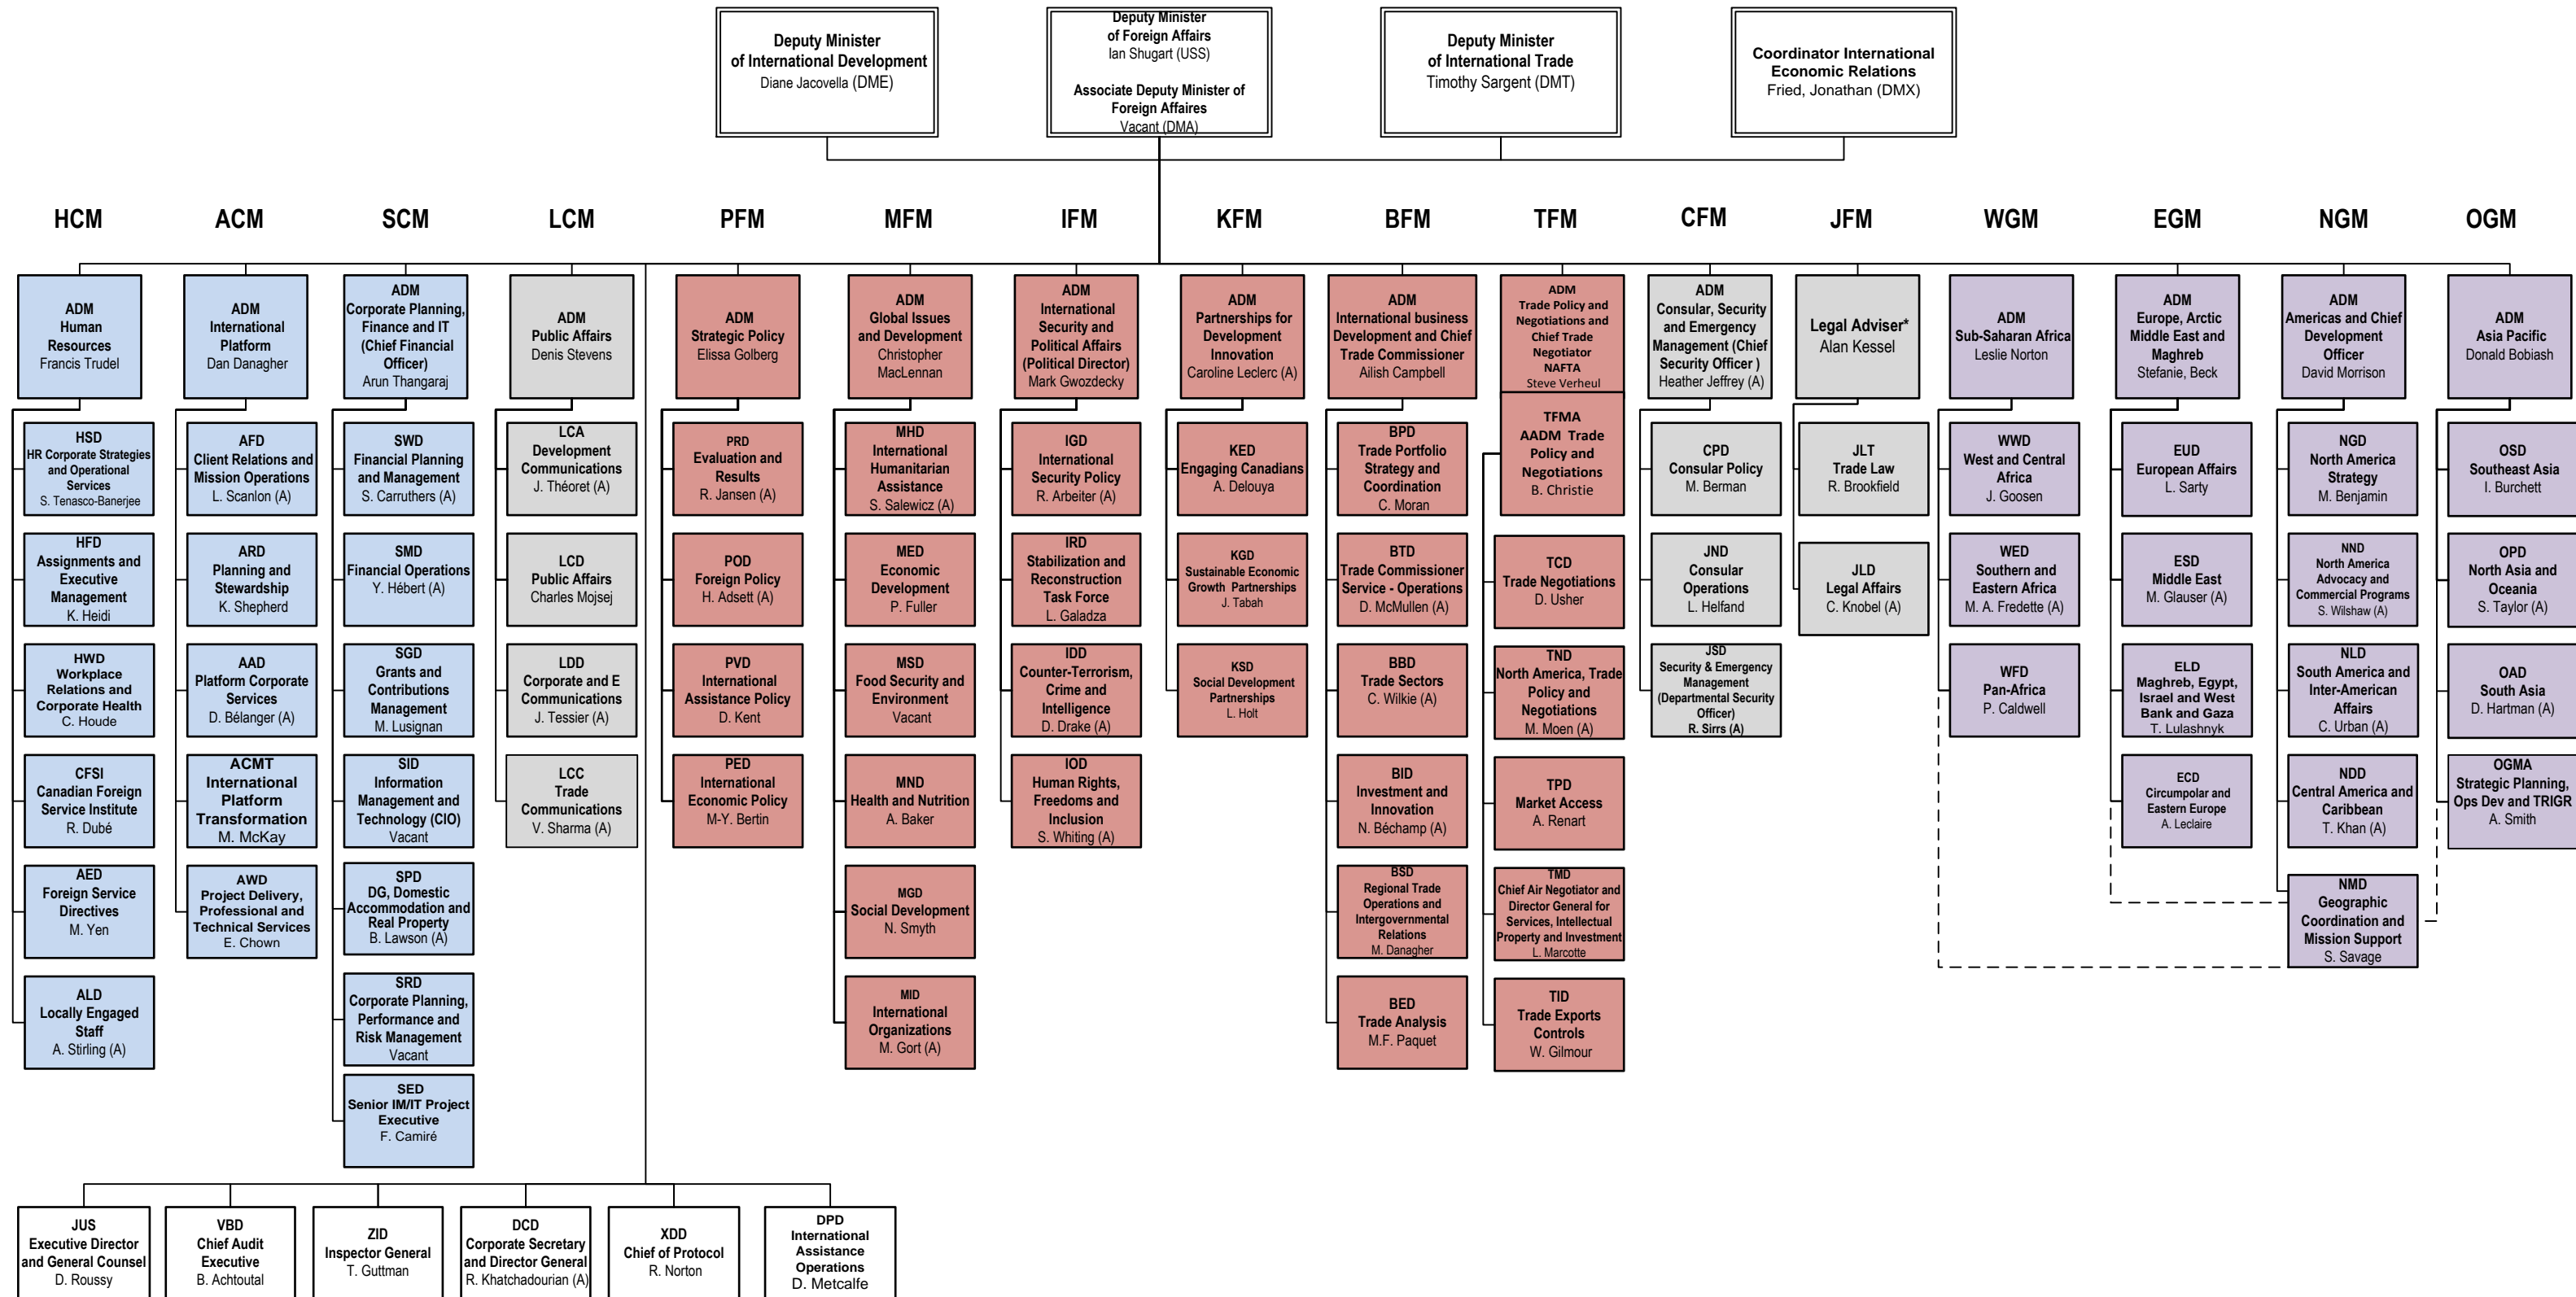 Deputy Minister
of International Development
Diane Jacovella (DME)
Deputy Minister
of Foreign Affairs
Ian Shugart (USS)
Associate Deputy Minister of
Foreign Affaires
Vacant (DMA)
Deputy Minister
of International Trade
Timothy Sargent (DMT)
Coordinator International
Economic Relations
Fried, Jonathan (DMX)
HCM
ACM
SCM
LCM
PFM
MFM
IFM
KFM
BFM
TFM
CFM
JFM
WGM
EGM
NGM
OGM
ADM
Human
Resources
Francis Trudel
ADM
International
Platform
Dan Danagher
ADM
Corporate Planning,
Finance and IT
(Chief Financial
Officer)
Arun Thangaraj
ADM
Public Affairs
Denis Stevens
ADM
Strategic Policy
Elissa Golberg
ADM
Global Issues
and Development
Christopher
MacLennan
ADM
International
Security and
Political Affairs
(Political Director)
Mark Gwozdecky
ADM
Partnerships for
Development
Innovation
Caroline Leclerc (A)
ADM
International business
Development and Chief
Trade Commissioner
Ailish Campbell
ADM
Trade Policy and
Negotiations and
Chief Trade
Negotiator
NAFTA
Steve Verheul
ADM
Consular, Security
and Emergency
Management (Chief
Security Officer )
Heather Jeffrey (A)
Legal Adviser*
Alan Kessel
ADM
Sub-Saharan Africa
Leslie Norton
ADM
Europe, Arctic
Middle East and
Maghreb
Stefanie, Beck
ADM
Americas and Chief
Development
Officer
David Morrison
ADM
Asia Pacific
Donald Bobiash
HSD
HR Corporate Strategies
and Operational
Services
S. Tenasco-Banerjee
AFD
Client Relations and
Mission Operations
L. Scanlon (A)
SWD
Financial Planning
and Management
S. Carruthers (A)
LCA
Development
Communications
J. Théoret (A)
PRD
Evaluation and
Results
R. Jansen (A)
MHD
International
Humanitarian
Assistance
S. Salewicz (A)
IGD
International
Security Policy
R. Arbeiter (A)
KED
Engaging Canadians
A. Delouya
BPD
Trade Portfolio
Strategy and
Coordination
C. Moran
TFMA
AADM  Trade
Policy and
Negotiations
B. Christie
CPD
Consular Policy
M. Berman
JLT
Trade Law
R. Brookfield
WWD
West and Central
Africa
J. Goosen
EUD
European Affairs
L. Sarty
NGD
North America
Strategy
M. Benjamin
OSD
Southeast Asia
I. Burchett
HFD
Assignments and
Executive
Management
K. Heidi
ARD
Planning and
Stewardship
K. Shepherd
SMD
Financial Operations
Y. Hébert (A)
LCD
Public Affairs
Charles Mojsej
POD
Foreign Policy
H. Adsett (A)
MED
Economic
Development
P. Fuller
IRD
Stabilization and
Reconstruction
Task Force
L. Galadza
KGD
Sustainable Economic
Growth  Partnerships
J. Tabah
BTD
Trade Commissioner
Service - Operations
D. McMullen (A)
TCD
Trade Negotiations
D. Usher
JND
Consular
Operations
L. Helfand
JLD
Legal Affairs
C. Knobel (A)
WED
Southern and
Eastern Africa
M. A. Fredette (A)
ESD
Middle East
M. Glauser (A)
NND
North America
Advocacy and
Commercial Programs
S. Wilshaw (A)
OPD
North Asia and
Oceania
S. Taylor (A)
HWD
Workplace
Relations and
Corporate Health
C. Houde
AAD
Platform Corporate
Services
D. Bélanger (A)
SGD
Grants and
Contributions
Management
M. Lusignan
LDD
Corporate and E
Communications
J. Tessier (A)
PVD
International
Assistance Policy
D. Kent
MSD
Food Security and
Environment
Vacant
IDD
Counter-Terrorism,
Crime and
Intelligence
D. Drake (A)
KSD
Social Development
Partnerships
L. Holt
BBD
Trade Sectors
C. Wilkie (A)
TND
North America, Trade
Policy and
Negotiations
M. Moen (A)
JSD
Security & Emergency
Management
(Departmental Security
Officer)
R. Sirrs (A)
WFD
Pan-Africa
P. Caldwell
ELD
Maghreb, Egypt,
Israel and West
Bank and Gaza
T. Lulashnyk
NLD
South America and
Inter-American
Affairs
C. Urban (A)
OAD
South Asia
D. Hartman (A)
CFSI
Canadian Foreign
Service Institute
R. Dubé
ACMT
International
Platform
Transformation
M. McKay
SID
Information
Management and
Technology (CIO)
Vacant
LCC
Trade
Communications
V. Sharma (A)
PED
International
Economic Policy
M-Y. Bertin
MND
Health and Nutrition
A. Baker
IOD
Human Rights,
Freedoms and
Inclusion
S. Whiting (A)
BID
Investment and
Innovation
N. Béchamp (A)
TPD
Market Access
A. Renart
ECD
Circumpolar and
Eastern Europe
A. Leclaire
NDD
Central America and
Caribbean
T. Khan (A)
OGMA
Strategic Planning,
Ops Dev and TRIGR
A. Smith
AED
Foreign Service
Directives
M. Yen
AWD
Project Delivery,
Professional and
Technical Services
E. Chown
SPD
DG, Domestic
Accommodation and
Real Property
B. Lawson (A)
MGD
Social Development
N. Smyth
BSD
Regional Trade
Operations and
Intergovernmental
Relations
M. Danagher
TMD
Chief Air Negotiator and
Director General for
Services, Intellectual
Property and Investment
L. Marcotte
NMD
Geographic
Coordination and
Mission Support
S. Savage
ALD
Locally Engaged
Staff
A. Stirling (A)
SRD
Corporate Planning,
Performance and
Risk Management
Vacant
MID
International
Organizations
M. Gort (A)
BED
Trade Analysis
M.F. Paquet
TID
Trade Exports
Controls
W. Gilmour
SED
Senior IM/IT Project
Executive
F. Camiré
JUS
Executive Director
and General Counsel
D. Roussy
VBD
Chief Audit
Executive
B. Achtoutal
ZID
Inspector General
T. Guttman
DCD
Corporate Secretary
and Director General
R. Khatchadourian (A)
XDD
Chief of Protocol
R. Norton
DPD
International
Assistance
Operations
D. Metcalfe